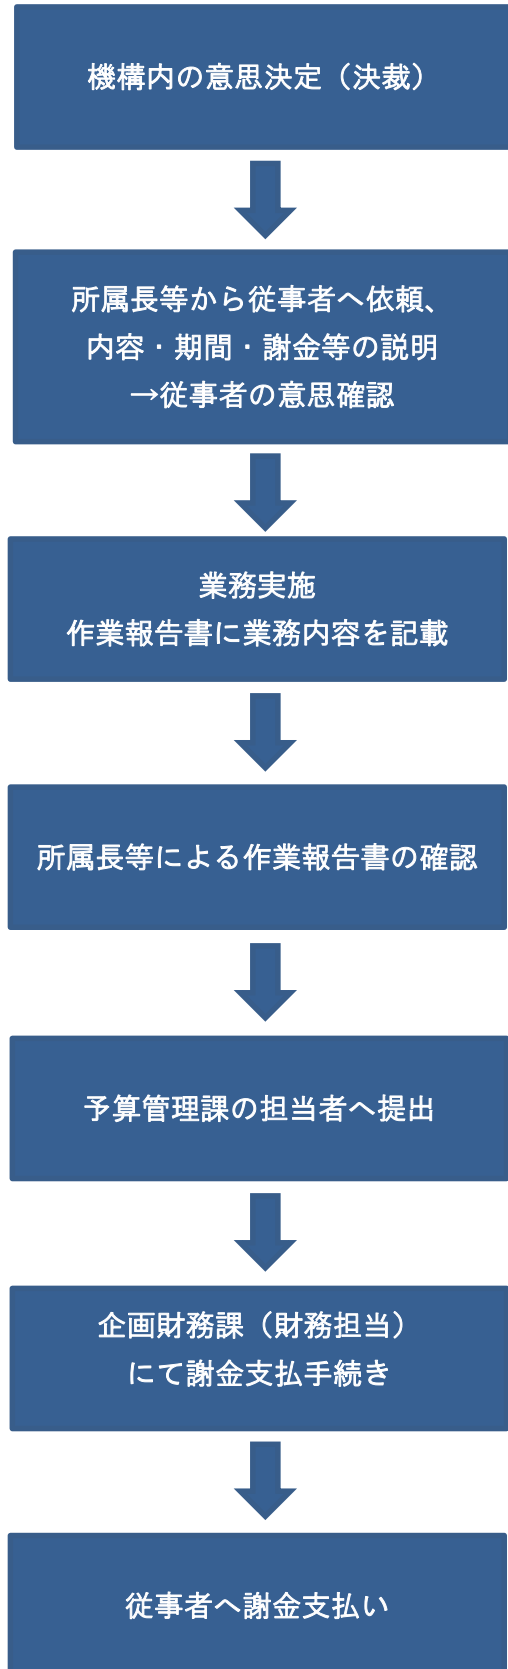 機構内の意思決定（決裁）
所属長等から従事者へ依頼、
内容・期間・謝金等の説明
→従事者の意思確認
業務実施
作業報告書に業務内容を記載
所属長等による作業報告書の確認
予算管理課の担当者へ提出
企画財務課（財務担当）
にて謝金支払手続き
従事者へ謝金支払い